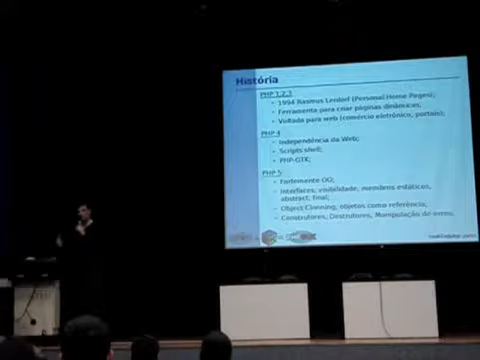 História
PHP 1,2,3
- 1994 Rasmus Lerdorf (Personal Home Pages);
- Ferramenta para criar páginas dinâmicas;
- Voltada para web (comércio eletrônico, portais);
PHP 4
- Independência da Web;
- Scripts shell;
- PHP-GTK;
PHP 5
- Fortemente OO;
- Interfaces, visibilidade, membros estáticos,
abstract, final;
- Object Clonning, objetos como referência;
- Construtores, Destrutores, Manipulação de erros;